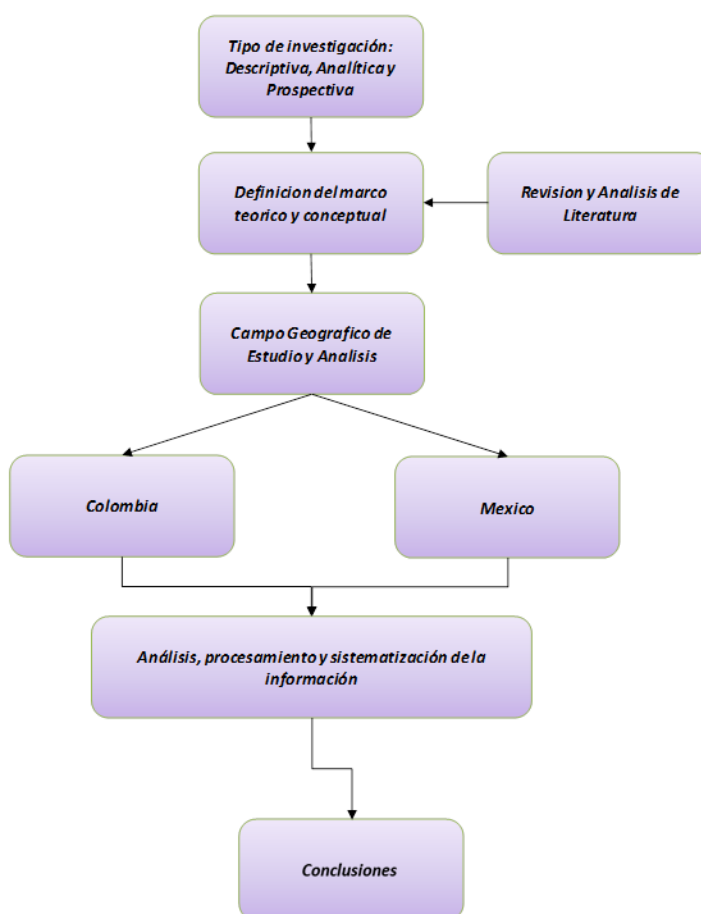 Tipo de investigación:
Descriptiva, Analítica y
Prospectiva
Definicion del marco
teorico y conceptual
Revision y Analisis de
Literatura
Campo Geografico de
Estudio y Analisis
Colombia
Mexico
Análisis, procesamiento y sistematización de la
información
Conclusiones